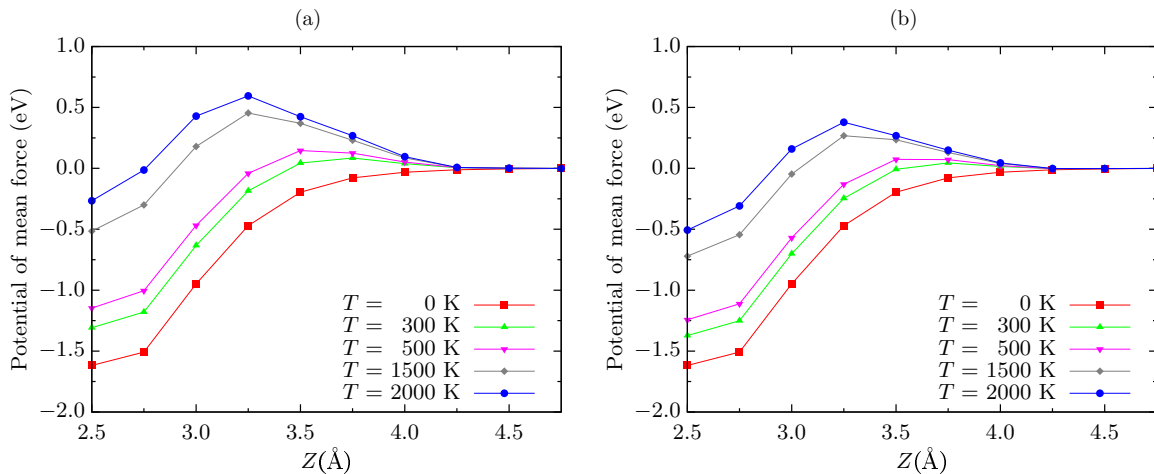 (a)
Potential of mean force (eV)
1.0
0.5
0.0
−0.5
−1.0
−1.5
−2.0
T = 0 K
T = 300 K
T = 500 K
T = 1500 K
T = 2000 K
2.5 3.0 3.5 4.0 4.5
Z(Å)
(b)
Potential of mean force (eV)
1.0
0.5
0.0
−0.5
−1.0
−1.5
−2.0
T = 0 K
T = 300 K
T = 500 K
T = 1500 K
T = 2000 K
2.5 3.0 3.5 4.0 4.5
Z(Å)